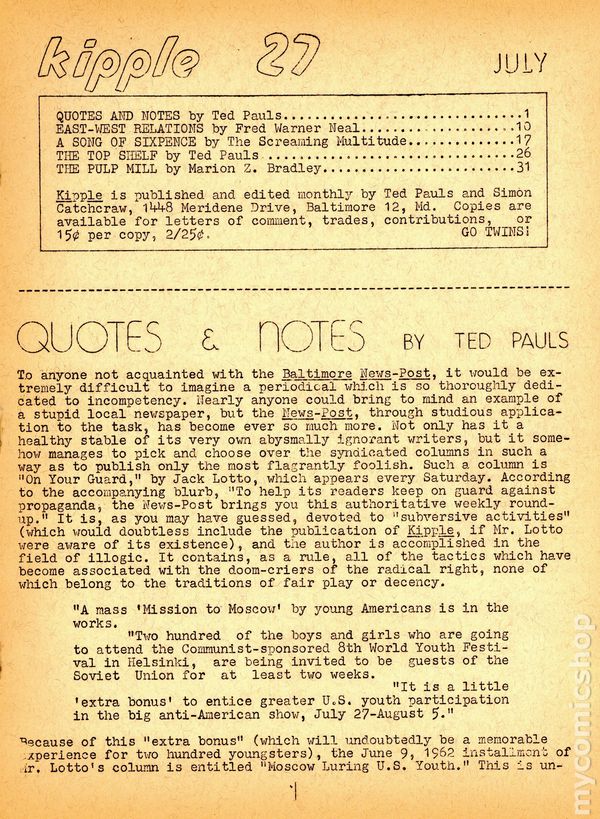 kipple 27 JULY
QUOTES AND NOTES by Ted Pauls..............................1
EAST-WEST RELATIONS by Fred Warner Neal...................10
A SONG OF SIXPENCE by The Screaming Multitude.............17
THE TOP SHELF by Ted Pauls ...............................26
THE PULP MILL by Marion Z. Bradley........................31
Kipple is published and edited monthly by Ted Pauls and Simon
Catchcraw, 1448 Meridene Drive, Baltimore 12, Md. Copies are
available for letters of comment, trades, contributions, or
15¢ per copy, 2/25¢. GO TWINS!
QUOTES & NOTES BY TED PAULS
To anyone not acquainted with the Baltimore News-Post, it would be ex-
tremely difficult to imagine a periodical which is so thoroughly dedi-
cated to incompetency. Nearly anyone could bring to mind an example of
a stupid local newspaper, but the News-Post, through studious applica-
tion to the task, has become ever so much more. Not only has it a
healthy stable of its very own abysmally ignorant writers, but it some-
how manages to pick and choose over the syndicated columns in such a
way as to publish only the most flagrantly foolish. Such a column is
"On Your Guard," by Jack Lotto, which appears every Saturday. According
to the accompanying blurb, "To help its readers keep on guard against
propaganda, the News-Post brings you this authoritative weekly round-
up." It is, as you may have guessed, devoted to "subversive activities"
(which would doubtless include the publication of Kipple, if Mr. Lotto
were aware of its existence), and the author is accomplished in the
field of illogic. It contains, as a rule, all of the tactics which have
become associated with the doom-criers of the radical right, none of
which belong to the traditions of fair play or decency.
"A mass 'Mission to Moscow' by young Americans is in the
works.
"Two hundred of the boys and girls who are going
to attend the Communist-sponsored 8th World Youth Festi-
val in Helsinki, are being invited to be guests of the
Soviet Union for at least two weeks.
"It is a little
'extra bonus' to entice greater U.S. youth participation
in the big anti-American show, July 27-August 5."
Because of this "extra bonus" (which will undoubtedly be a memorable
experience for two hundred youngsters), the June 9, 1962 installment of
Mr. Lotto's column is entitled "Moscow Luring U.S. Youth." This is un-
1
mycomicshop